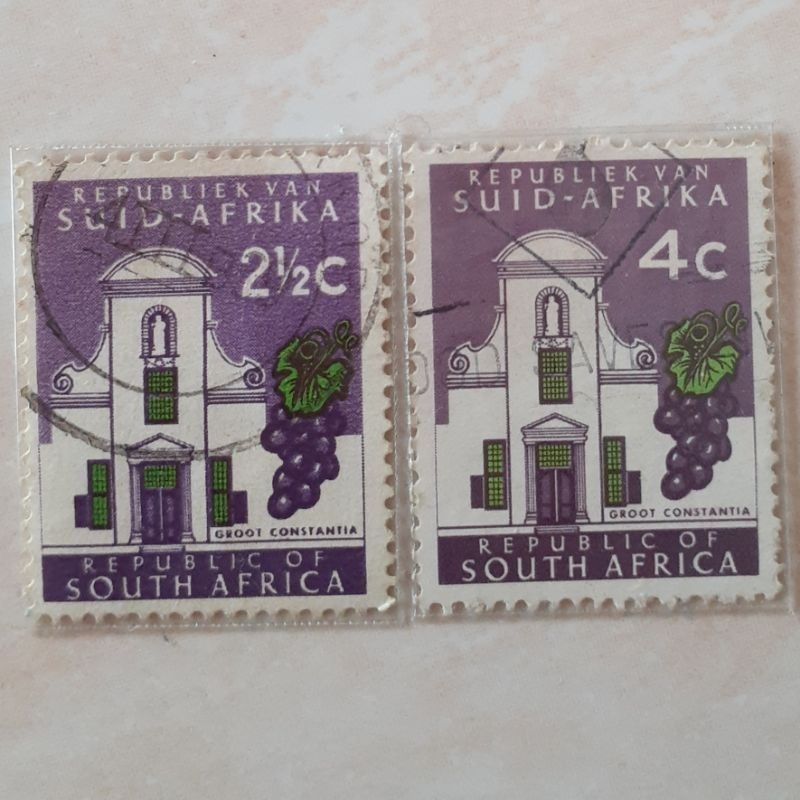 REPUBLIEK VAN
SUID-AFRIKA
2½C
GROOT CONSTANTIA
REPUBLIC OF
SOUTH AFRICA
REPUBLIEK VAN
SUID-AFRIKA
4C
GROOT CONSTANTIA
REPUBLIC OF
SOUTH AFRICA